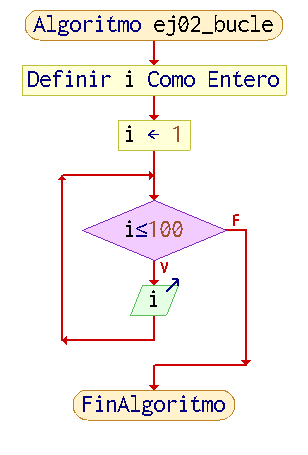 Algoritmo ej02_bucle
Definir i Como Entero
i ← 1
i≤100
F
V
i
FinAlgoritmo